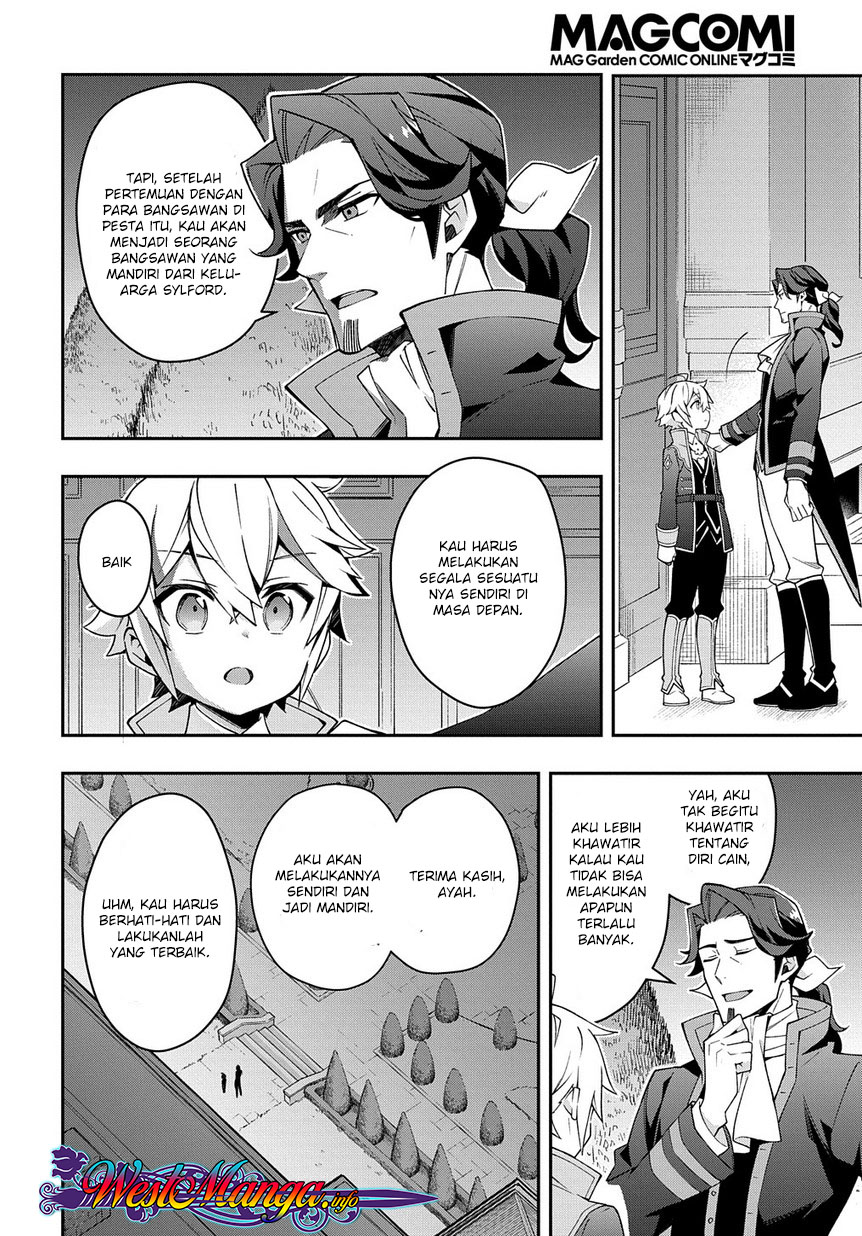 MAGCOMI
MAG Garden COMIC ONLINE マグコミ
TAPI, SETELAH
PERTEMUAN DENGAN
PARA BANGSAWAN DI
PESTA ITU, KAU AKAN
MENJADI SEORANG
BANGSAWAN YANG
MANDIRI DARI KELU-
ARGA SYLFORD.
KAU HARUS
MELAKUKAN
SEGALA SESUATU
NYA SENDIRI DI
MASA DEPAN.
BAIK
YAH, AKU
TAK BEGITU
KHAWATIR
TENTANG
DIRI CAIN,
AKU LEBIH
KHAWATIR
KALAU KAU
TIDAK BISA
MELAKUKAN
APAPUN
TERLALU
BANYAK.
TERIMA KASIH,
AYAH.
AKU AKAN
MELAKUKANNYA
SENDIRI DAN
JADI MANDIRI.
UHM, KAU HARUS
BERHATI-HATI DAN
LAKUKANLAH
YANG TERBAIK.
WestManga.info